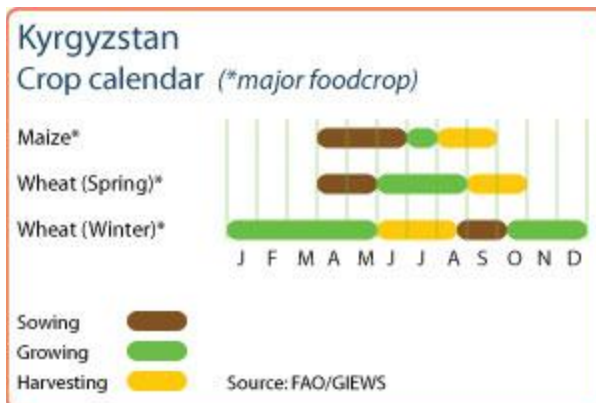 Kyrgyzstan
Crop calendar (*major foodcrop)
Maize*
Wheat (Spring)*
Wheat (Winter)*
J F M A M J J A S O N D
Sowing
Growing
Harvesting
Source: FAO/GIEWS